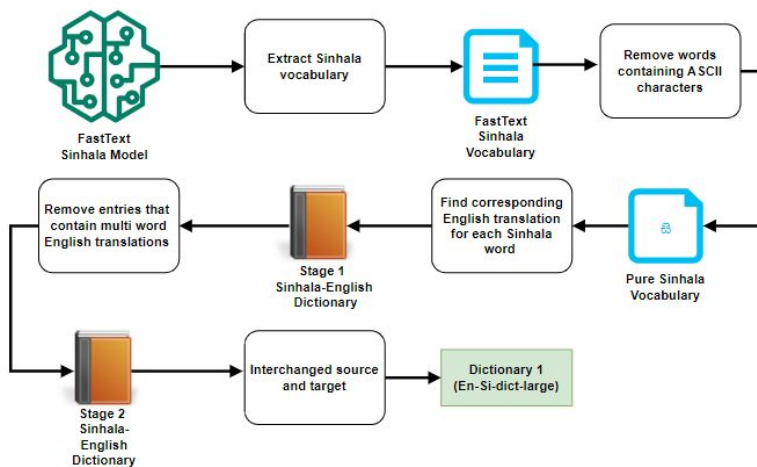 Extract Sinhala
vocabulary
Remove words
containing ASCII
characters
FastText
Sinhala Model
FastText
Sinhala
Vocabulary
Remove entries that
contain multi word
English translations
Stage 1
Sinhala-English
Dictionary
Find corresponding
English translation
for each Sinhala
word
Pure Sinhala
Vocabulary
Stage 2
Sinhala-
English
Dictionary
Interchanged source
and target
Dictionary 1
(En-Si-dict-large)